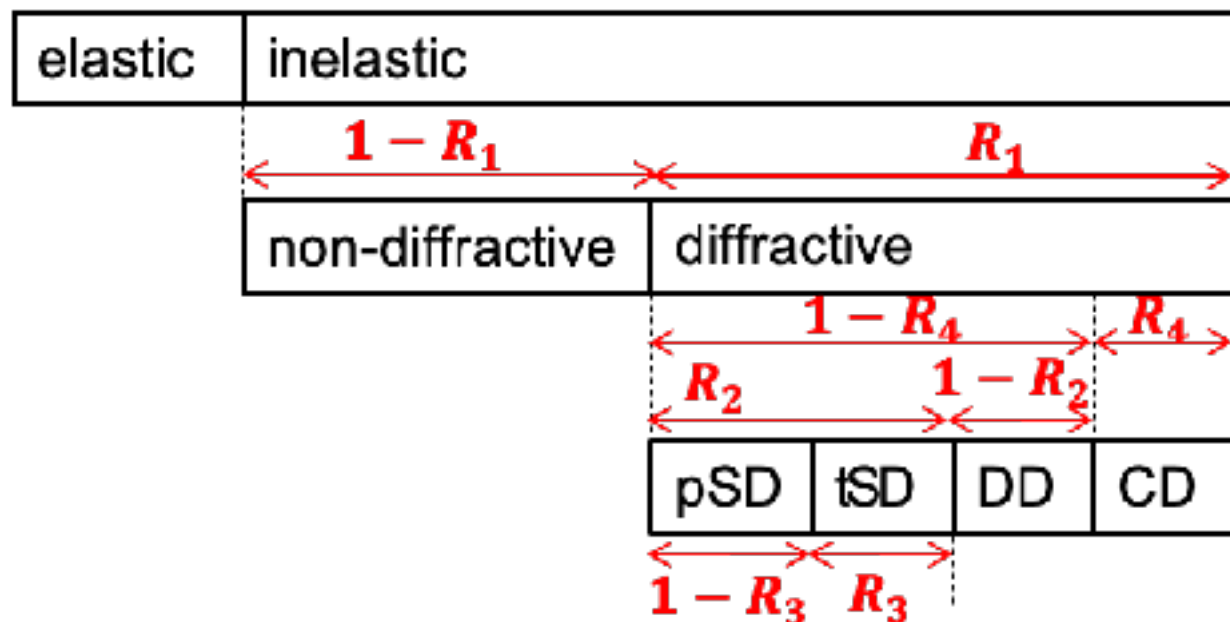 elastic inelastic
1 − R₁ R₁
non-diffractive diffractive
1 − R₄ R₄
R₂ 1 − R₂
pSD tSD DD CD
1 − R₃ R₃